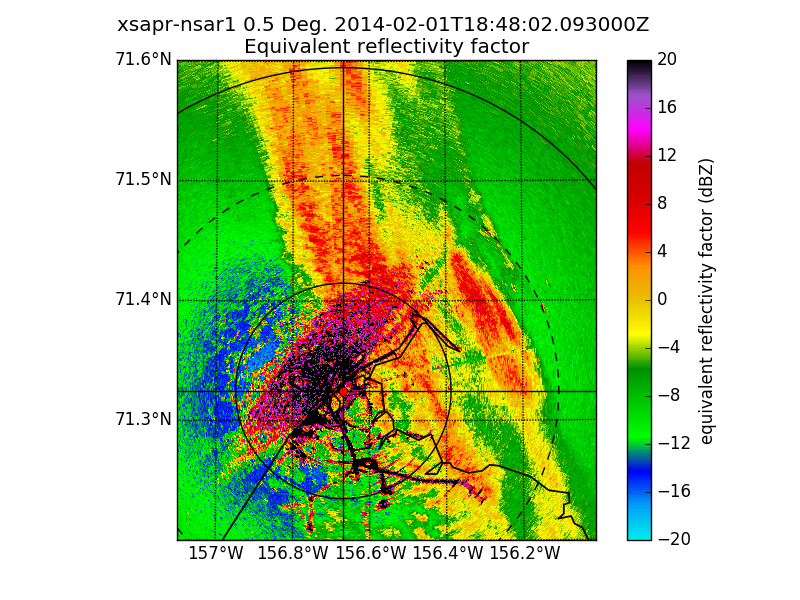 xsapr-nsar1 0.5 Deg. 2014-02-01T18:48:02.093000Z
Equivalent reflectivity factor
71.6°N
71.5°N
71.4°N
71.3°N
157°W 156.8°W 156.6°W 156.4°W 156.2°W
20
16
12
8
4
0
−4
−8
−12
−16
−20
equivalent reflectivity factor (dBZ)